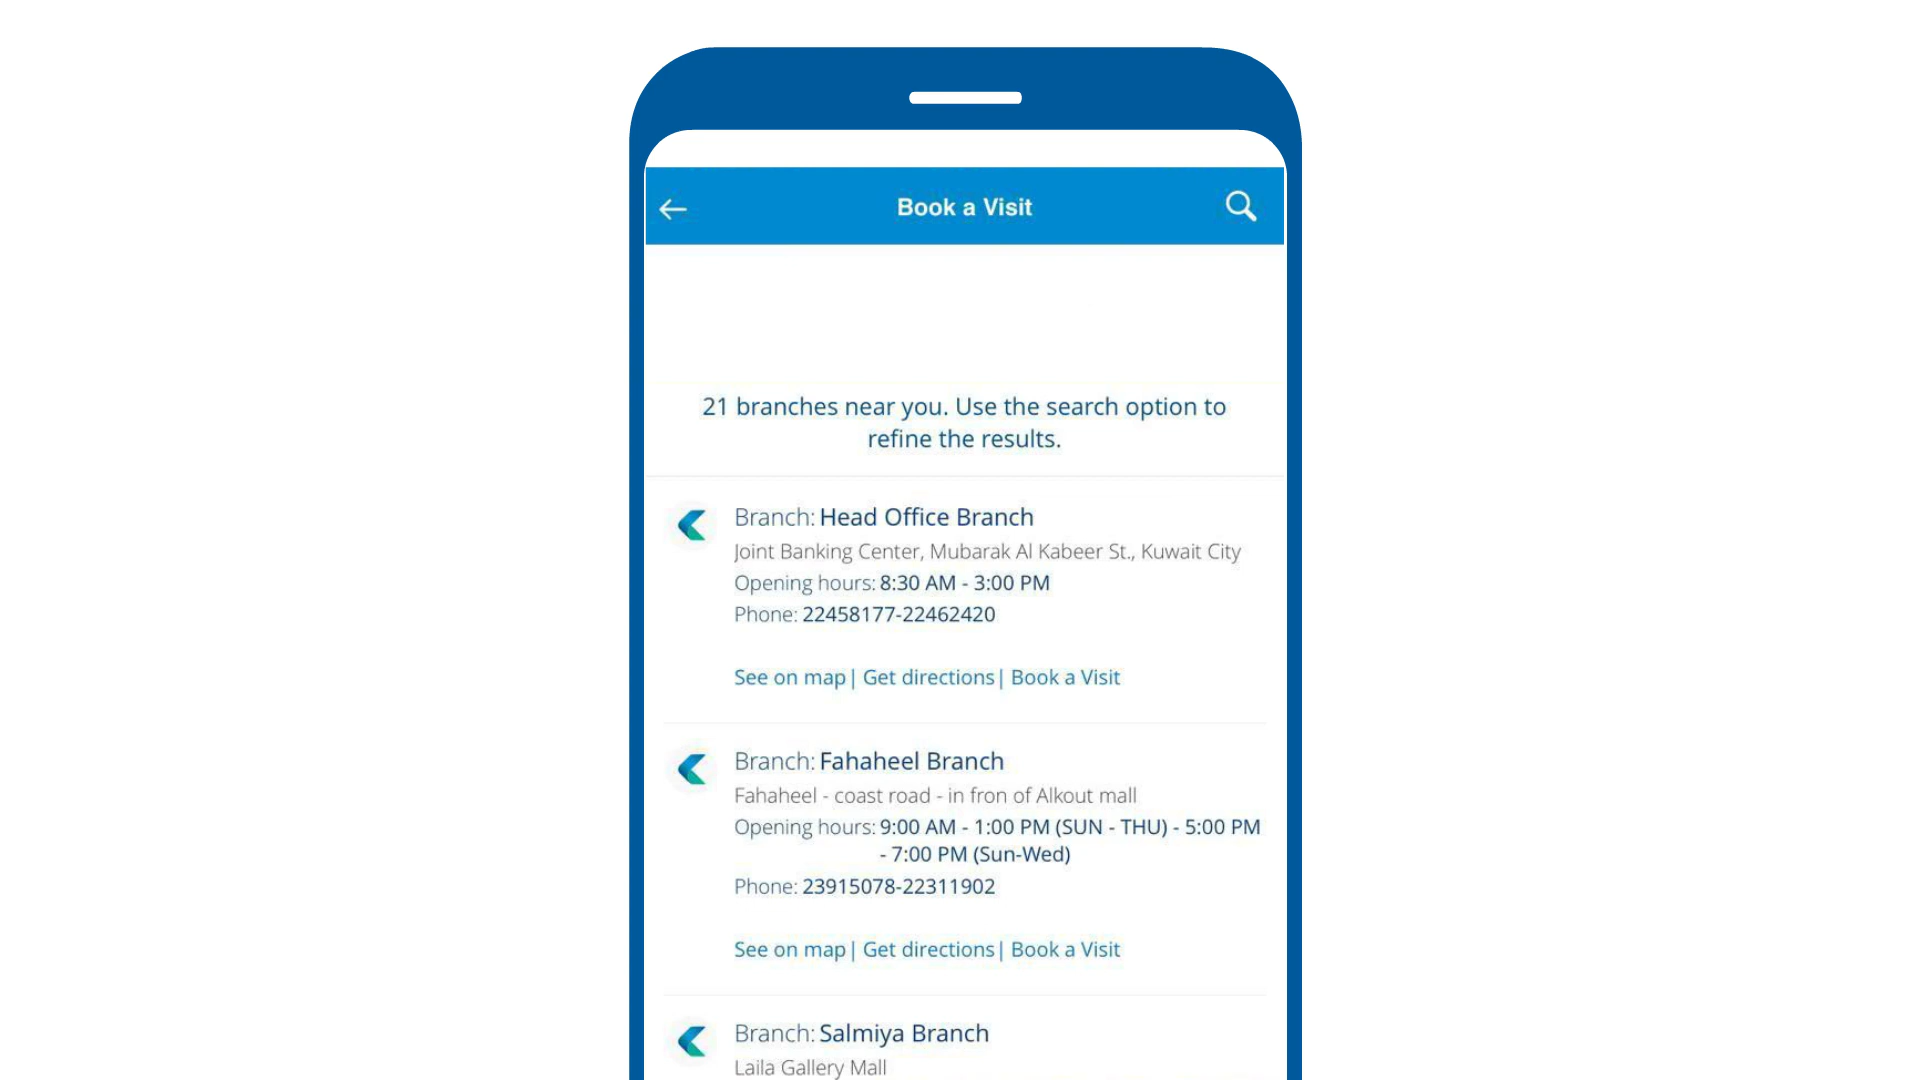 Book a Visit
21 branches near you. Use the search option to
refine the results.
Branch: Head Office Branch
Joint Banking Center, Mubarak Al Kabeer St., Kuwait City
Opening hours: 8:30 AM - 3:00 PM
Phone: 22458177-22462420
See on map| Get directions| Book a Visit
Branch: Fahaheel Branch
Fahaheel - coast road - in fron of Alkout mall
Opening hours: 9:00 AM - 1:00 PM (SUN - THU) - 5:00 PM
- 7:00 PM (Sun-Wed)
Phone: 23915078-22311902
See on map| Get directions| Book a Visit
Branch: Salmiya Branch
Laila Gallery Mall